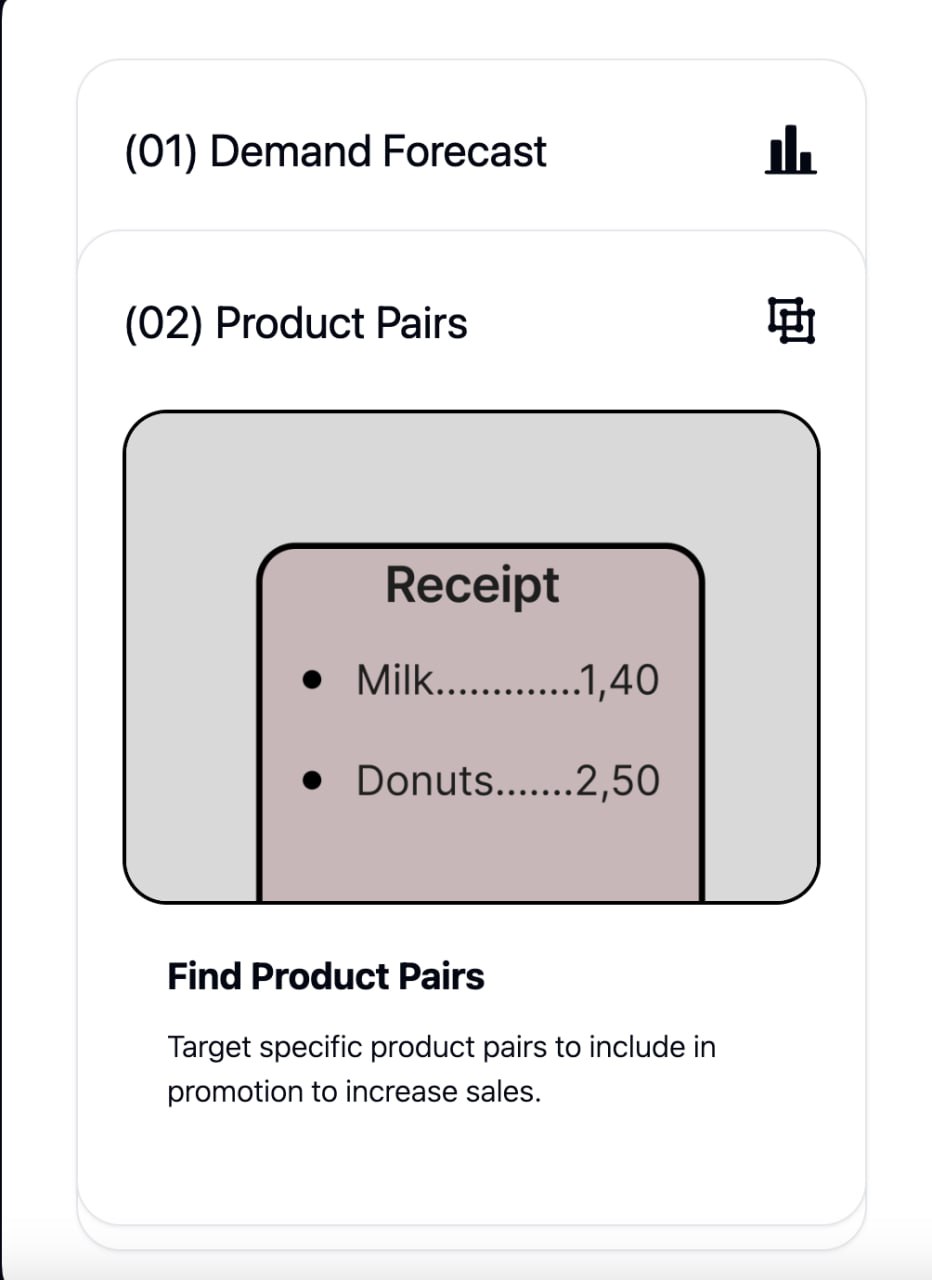 (01) Demand Forecast
(02) Product Pairs
Receipt
• Milk.............1,40
• Donuts.......2,50
Find Product Pairs
Target specific product pairs to include in
promotion to increase sales.